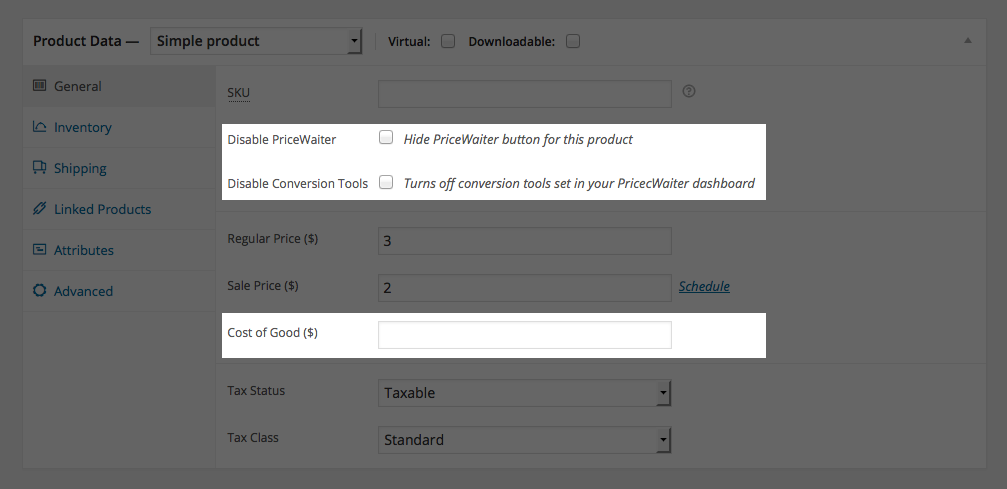 Product Data — Simple product Virtual: Downloadable:
General
Inventory
Shipping
Linked Products
Attributes
Advanced
SKU
Disable PriceWaiter Hide PriceWaiter button for this product
Disable Conversion Tools Turns off conversion tools set in your PricecWaiter dashboard
Regular Price ($) 3
Sale Price ($) 2 Schedule
Cost of Good ($)
Tax Status Taxable
Tax Class Standard